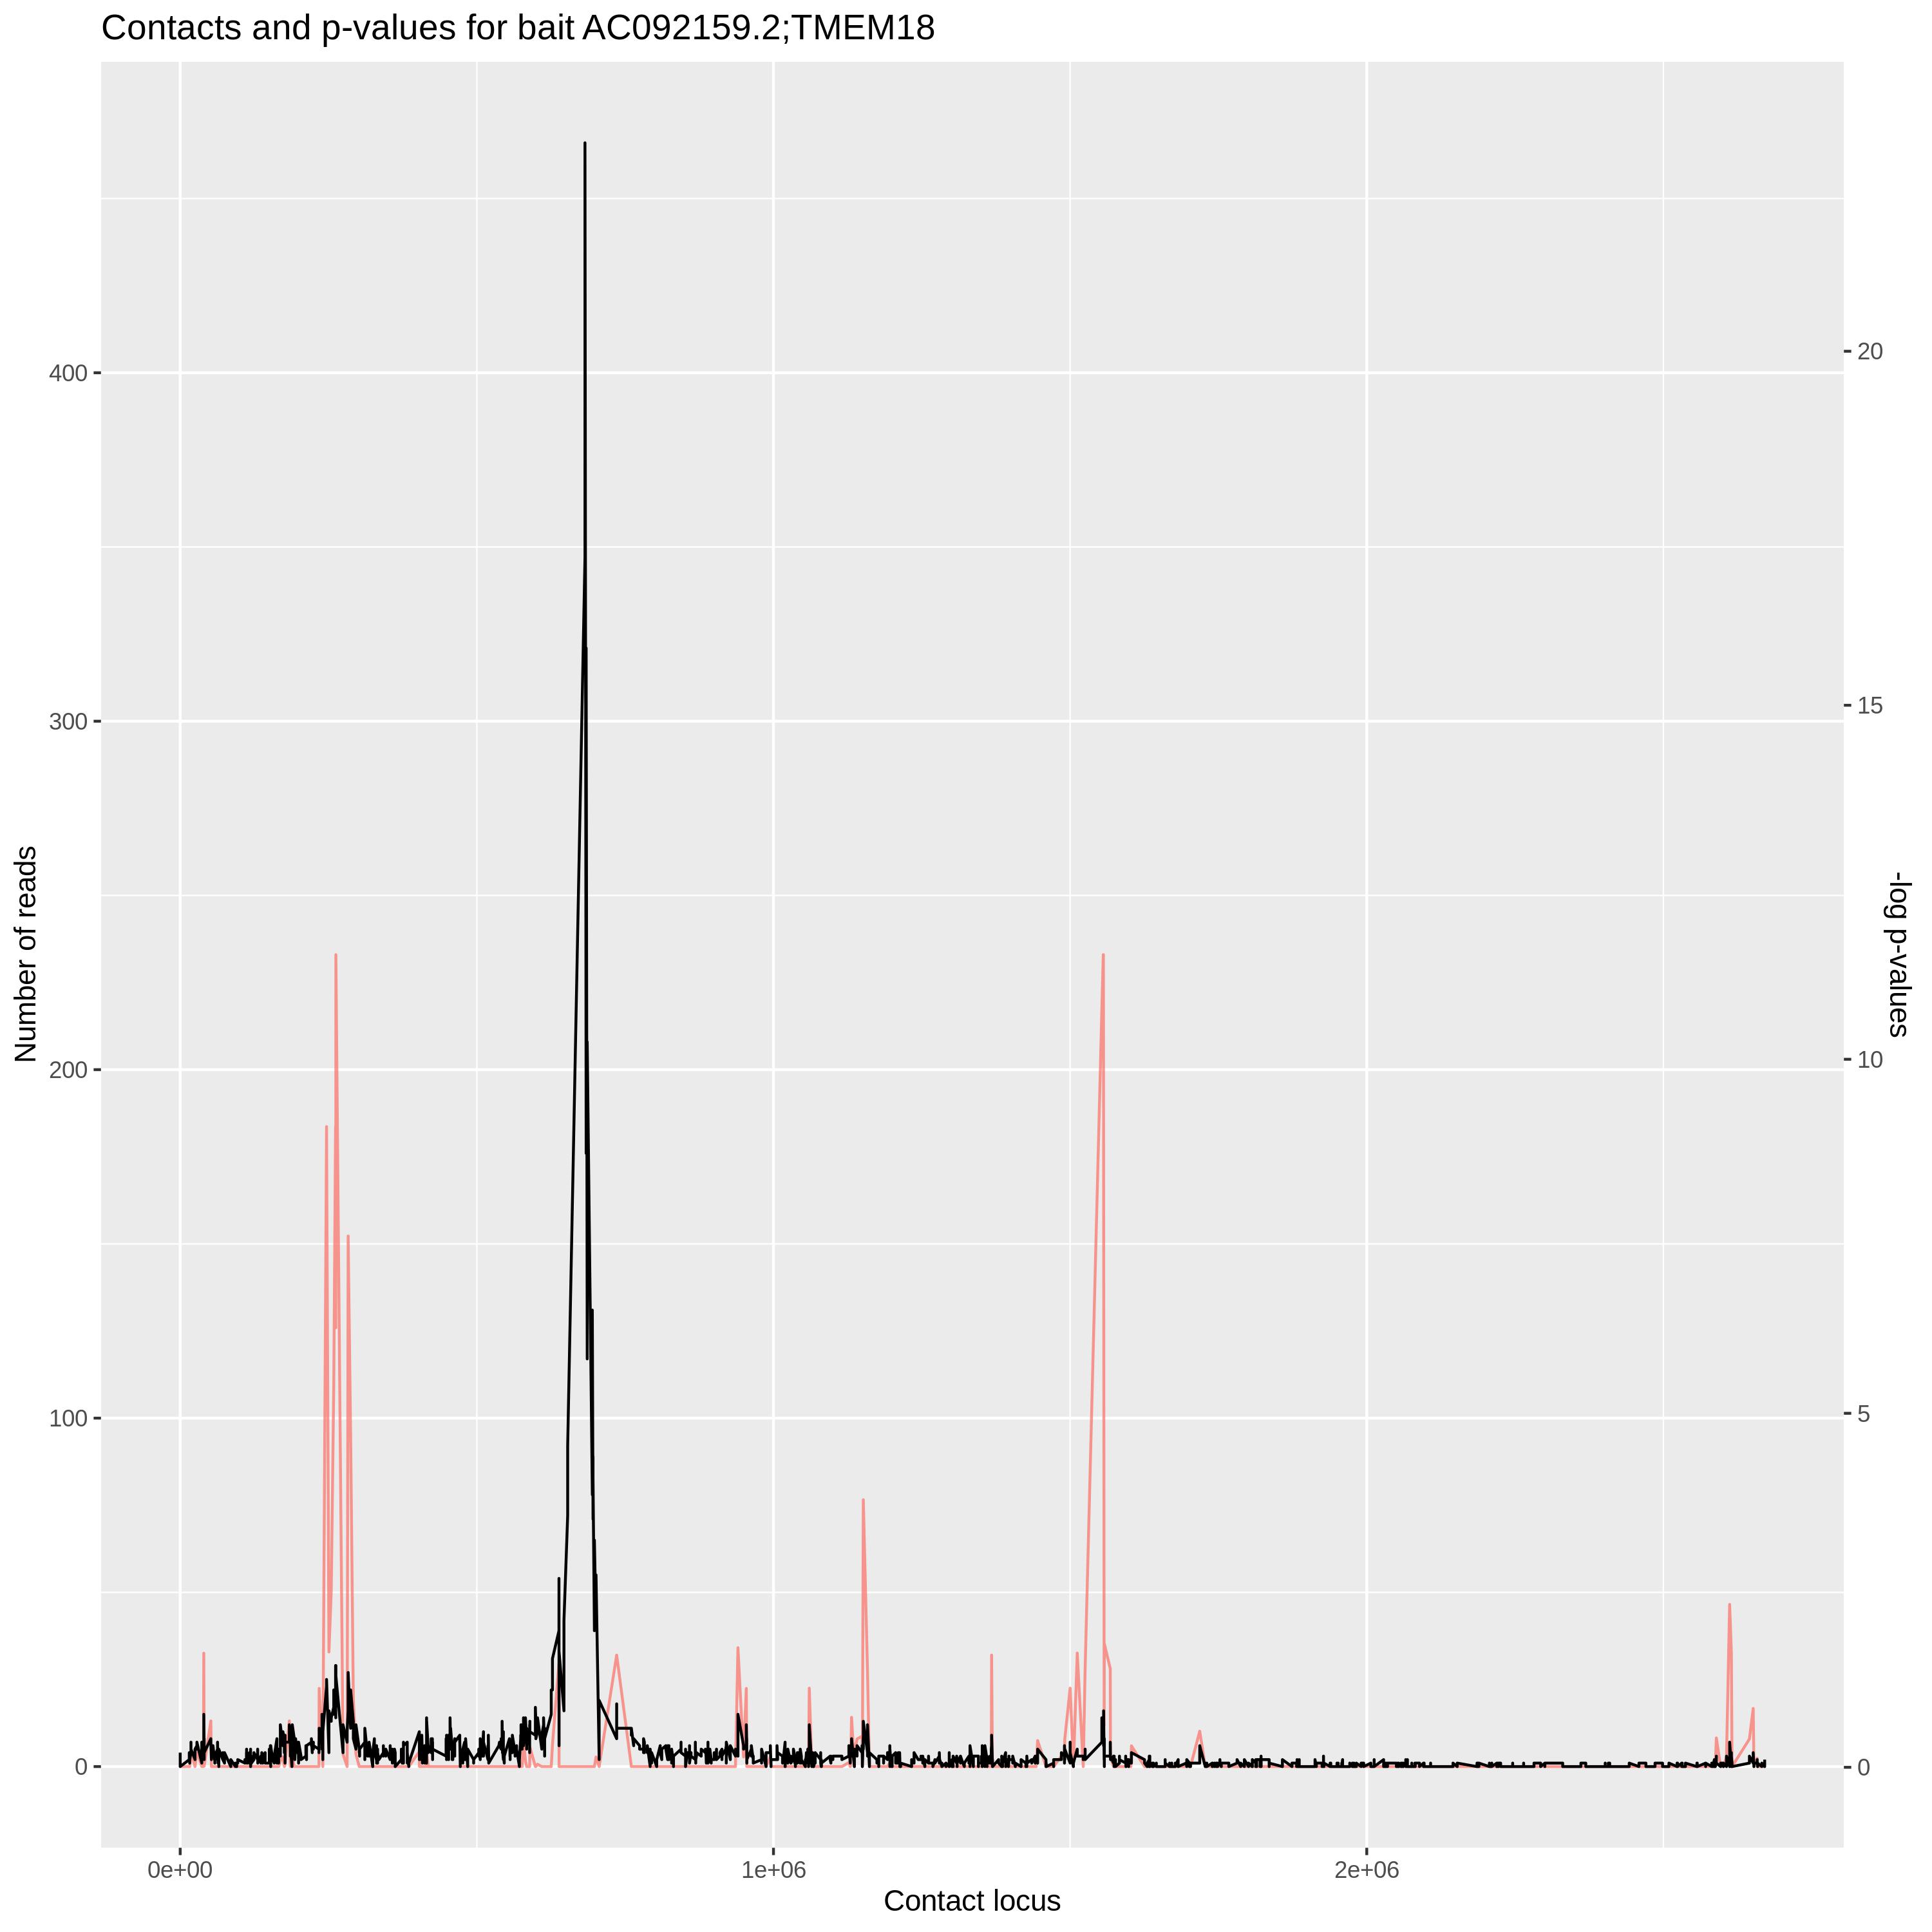 Contacts and p-values for bait AC092159.2;TMEM18
Number of reads
400
300
200
100
0
20
15
10
5
0
-log p-values
0e+00 1e+06 2e+06
Contact locus